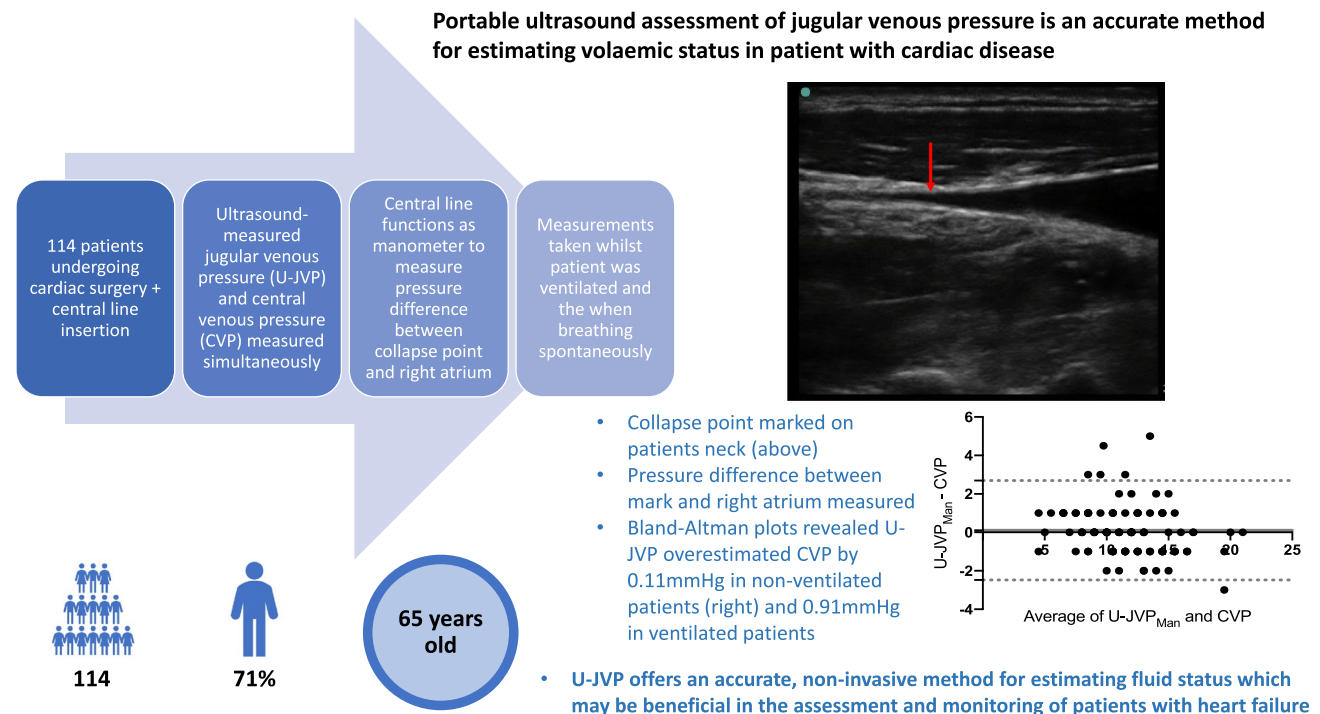 Portable ultrasound assessment of jugular venous pressure is an accurate method
for estimating volaemic status in patient with cardiac disease
114 patients
undergoing
cardiac surgery +
central line
insertion
Ultrasound-
measured
jugular venous
pressure (U-JVP)
and central
venous pressure
(CVP) measured
simultaneously
Central line
functions as
manometer to
measure
pressure
difference
between
collapse point
and right atrium
Measurements
taken whilst
patient was
ventilated and
the when
breathing
spontaneously
• Collapse point marked on
patients neck (above)
• Pressure difference between
mark and right atrium measured
• Bland-Altman plots revealed U-
JVP overestimated CVP by
0.11mmHg in non-ventilated
patients (right) and 0.91mmHg
in ventilated patients
U-JVPMan- CVP
6
4
2
0
-2
-4
5
10
15
20
25
Average of U-JVPMan and CVP
114
71%
65 years
old
• U-JVP offers an accurate, non-invasive method for estimating fluid status which
may be beneficial in the assessment and monitoring of patients with heart failure